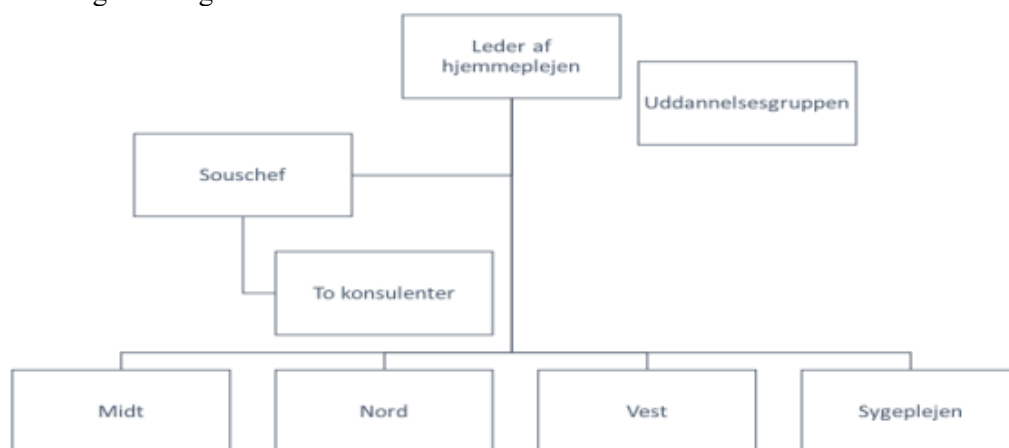 Leder af
hjemmeplejen
Uddannelsesgruppen
Souschef
To konsulenter
Midt
Nord
Vest
Sygeplejen